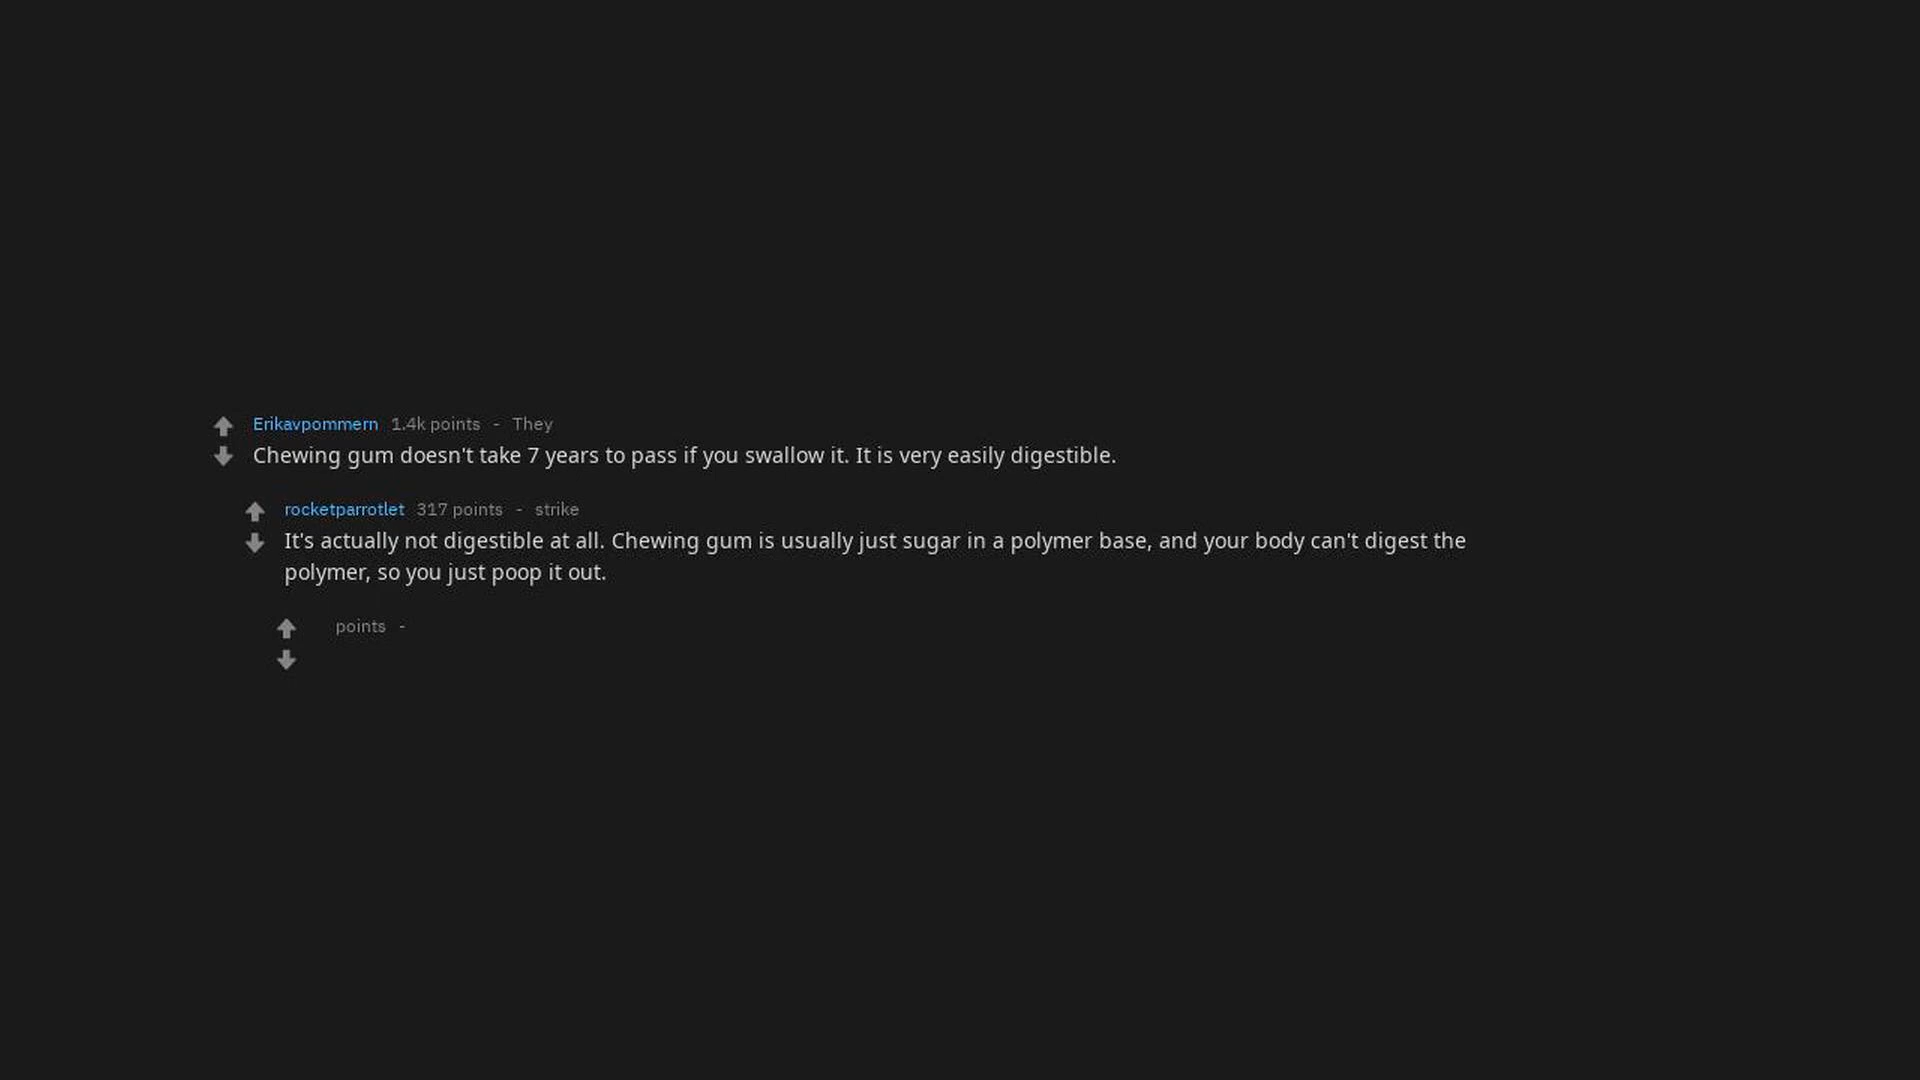 Erikavpommern 1.4k points - They
Chewing gum doesn't take 7 years to pass if you swallow it. It is very easily digestible.
rocketparrotlet 317 points - strike
It's actually not digestible at all. Chewing gum is usually just sugar in a polymer base, and your body can't digest the
polymer, so you just poop it out.
points -